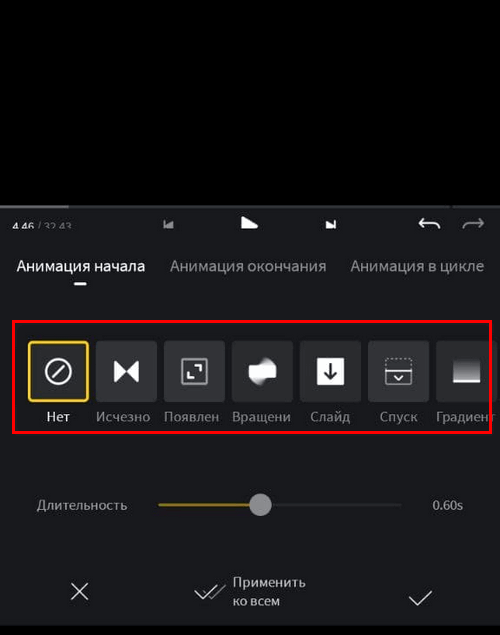 4.46 / 32.43
Анимация начала Анимация окончания Анимация в цикле
Нет Исчезно Появлен Вращени Слайд Спуск Градиент
Длительность 0.60s
Применить
ко всем